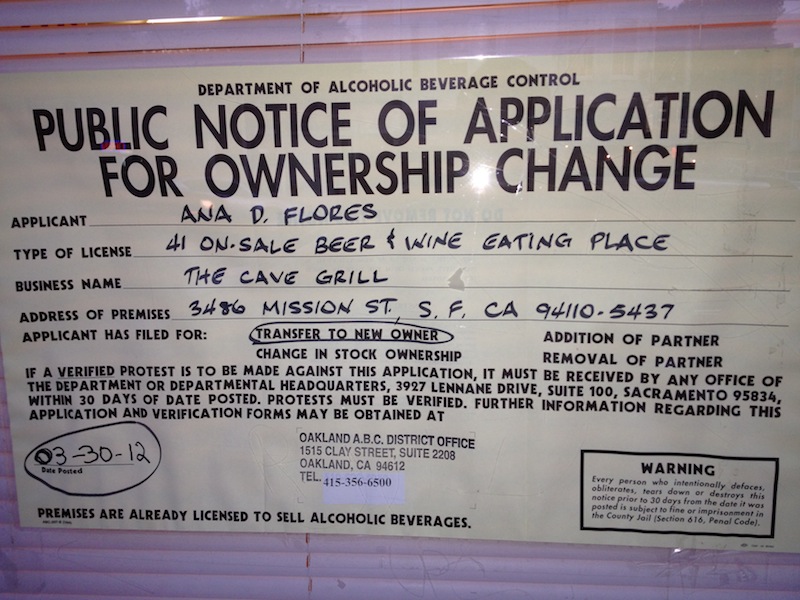 DEPARTMENT OF ALCOHOLIC BEVERAGE CONTROL
PUBLIC NOTICE OF APPLICATION
FOR OWNERSHIP CHANGE
APPLICANT ANA D. FLORES
TYPE OF LICENSE 41 ON-SALE BEER & WINE EATING PLACE
BUSINESS NAME THE CAVE GRILL
ADDRESS OF PREMISES 3486 MISSION ST., S.F., CA 94110-5437
APPLICANT HAS FILED FOR: TRANSFER TO NEW OWNER ADDITION OF PARTNER
CHANGE IN STOCK OWNERSHIP REMOVAL OF PARTNER
IF A VERIFIED PROTEST IS TO BE MADE AGAINST THIS APPLICATION, IT MUST BE RECEIVED BY ANY OFFICE OF
THE DEPARTMENT OR DEPARTMENTAL HEADQUARTERS, 3927 LENNANE DRIVE, SUITE 100, SACRAMENTO 95834,
WITHIN 30 DAYS OF DATE POSTED. PROTESTS MUST BE VERIFIED. FURTHER INFORMATION REGARDING THIS
APPLICATION AND VERIFICATION FORMS MAY BE OBTAINED AT
03-30-12
Date Posted
OAKLAND A.B.C. DISTRICT OFFICE
1515 CLAY STREET, SUITE 2208
OAKLAND, CA 94612
TEL. 415-356-6500
WARNING
Every person who intentionally defaces,
obliterates, tears down or destroys this
notice prior to 30 days from the date it was
posted is subject to fine or imprisonment in
the County Jail (Section 616, Penal Code).
PREMISES ARE ALREADY LICENSED TO SELL ALCOHOLIC BEVERAGES.